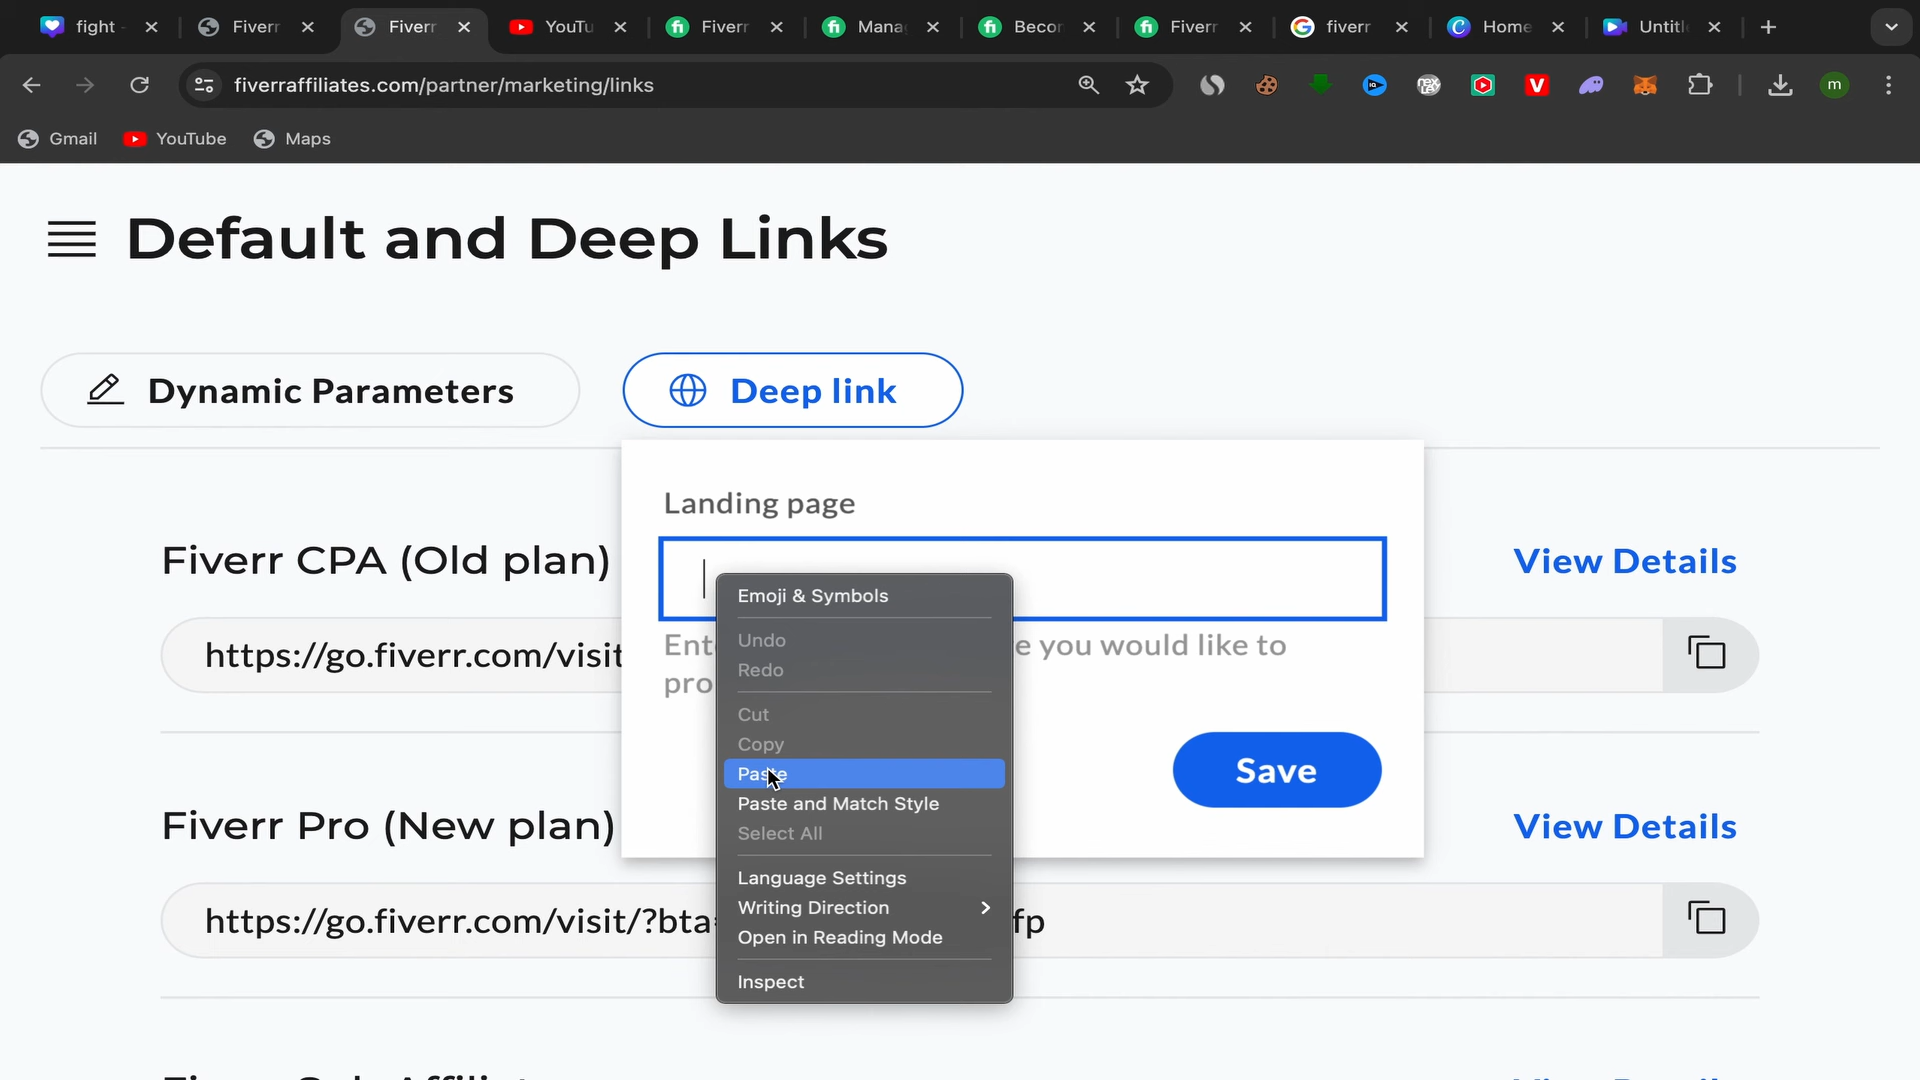 fight
Fiverr
Fiverr
YouTu
Fiverr
Mana
Becor
Fiverr
fiverr
Home
Untitl
fiverraffiliates.com/partner/marketing/links
m
Gmail
YouTube
Maps
Default and Deep Links
Dynamic Parameters
Deep link
Landing page
Emoji & Symbols
Undo
Redo
Cut
Copy
Paste
Paste and Match Style
Select All
Language Settings
Writing Direction
Open in Reading Mode
Inspect
e you would like to
Save
Fiverr CPA (Old plan)
View Details
https://go.fiverr.com/visit
Fiverr Pro (New plan)
View Details
https://go.fiverr.com/visit/?bta
fp